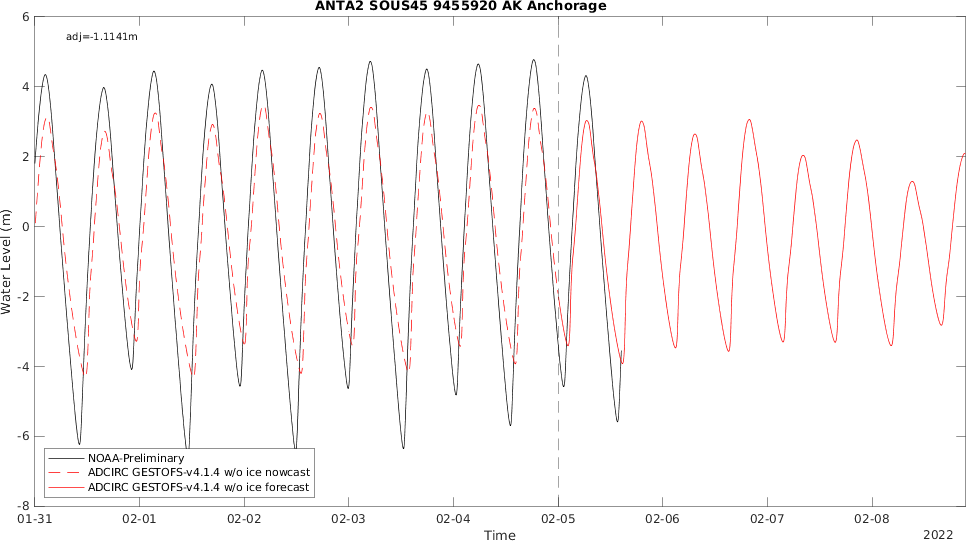 ANTA2 SOUS45 9455920 AK Anchorage
adj=-1.1141m
6
4
2
0
-2
-4
-6
-8
Water Level (m)
NOAA-Preliminary
ADCIRC GESTOFS-v4.1.4 w/o ice nowcast
ADCIRC GESTOFS-v4.1.4 w/o ice forecast
01-31 02-01 02-02 02-03 02-04 02-05 02-06 02-07 02-08
Time
2022